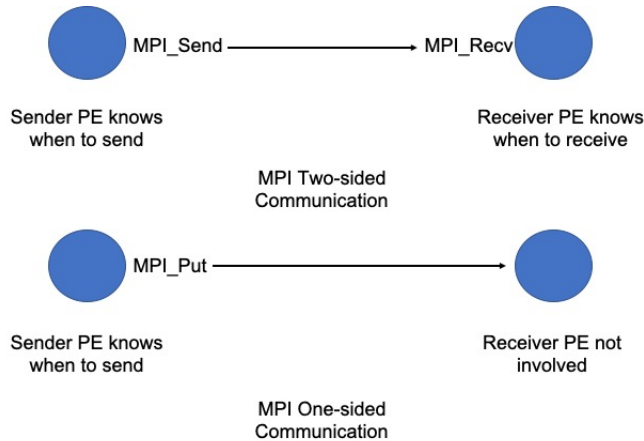 MPI_Send
MPI_Recv
Sender PE knows
when to send
Receiver PE knows
when to receive
MPI Two-sided
Communication
MPI_Put
Sender PE knows
when to send
Receiver PE not
involved
MPI One-sided
Communication